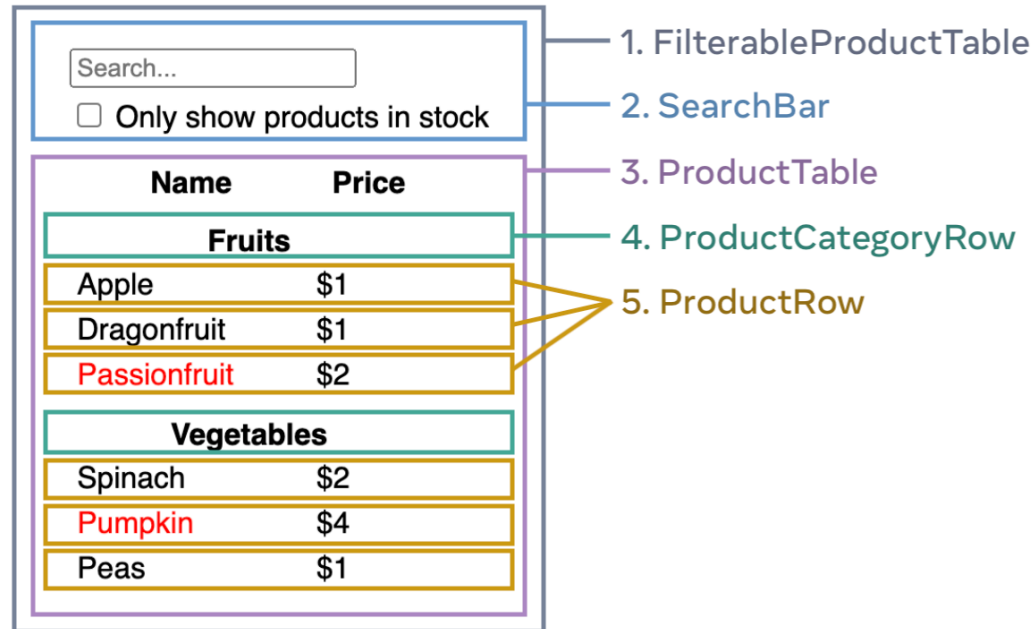 Search...
Only show products in stock
Name Price
Fruits
Apple $1
Dragonfruit $1
Passionfruit $2
Vegetables
Spinach $2
Pumpkin $4
Peas $1
1. FilterableProductTable
2. SearchBar
3. ProductTable
4. ProductCategoryRow
5. ProductRow